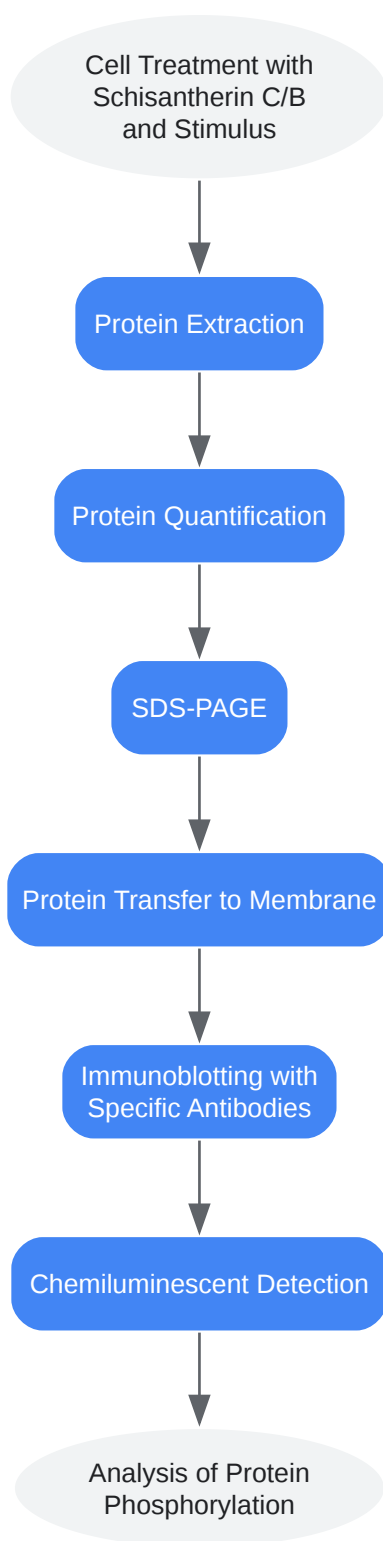 Cell Treatment with
Schisantherin C/B
and Stimulus
Protein Extraction
Protein Quantification
SDS-PAGE
Protein Transfer to Membrane
Immunoblotting with
Specific Antibodies
Chemiluminescent Detection
Analysis of Protein
Phosphorylation